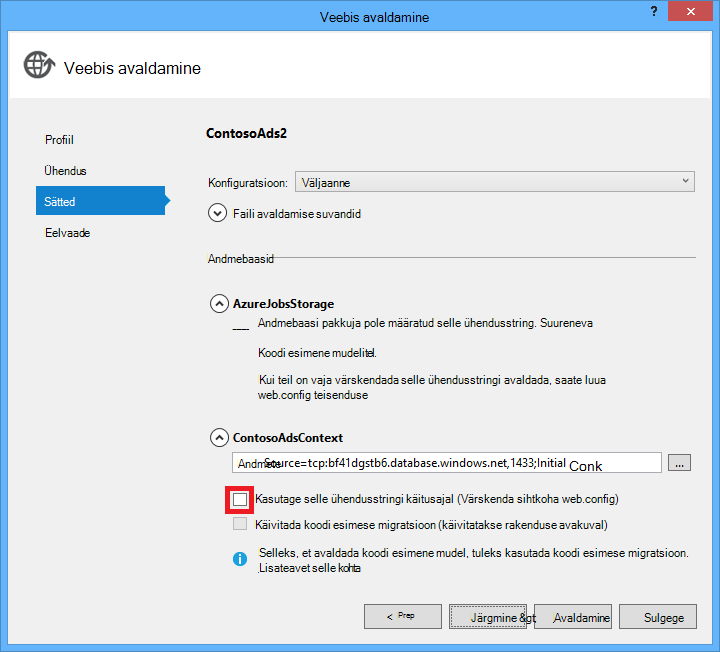 Veebis avaldamine
?
Veebis avaldamine
Profiil
Ühendus
Sätted
Eelvaade
ContosoAds2
Konfiguratsioon: Väljaanne
Faili avaldamise suvandid
Andmebaasid
AzureJobsStorage
Andmebaasi pakkuja pole määratud selle ühendusstring. Suureneva
Koodi esimene mudelitel.
Kui teil on vaja värskendada selle ühendusstringi avaldada, saate luua
web.config teisenduse
ContosoAdsContext
Andmete Source=tcp:bf41dgstb6.database.windows.net,1433;Initial Conk
...
Kasutage selle ühendusstringi käitusajal (Värskenda sihtkoha web.config)
Käivitada koodi esimese migratsioon (käivitatakse rakenduse avakuval)
Selleks, et avaldada koodi esimene mudel, tuleks kasutada koodi esimese migratsioon.
Lisateavet selle kohta
< Prep Järgmine &gt; Avaldamine Sulgege